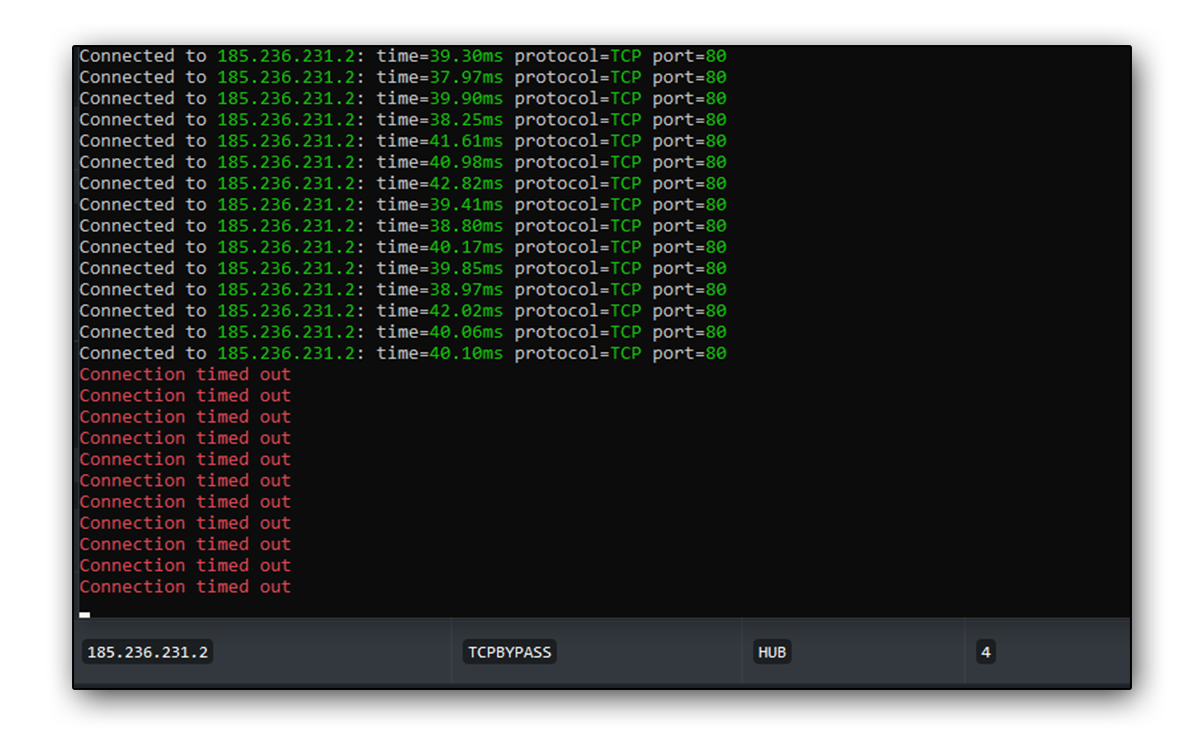 Connected to 185.236.231.2: time=39.30ms protocol=TCP port=80
Connected to 185.236.231.2: time=37.97ms protocol=TCP port=80
Connected to 185.236.231.2: time=39.90ms protocol=TCP port=80
Connected to 185.236.231.2: time=38.25ms protocol=TCP port=80
Connected to 185.236.231.2: time=41.61ms protocol=TCP port=80
Connected to 185.236.231.2: time=40.98ms protocol=TCP port=80
Connected to 185.236.231.2: time=42.82ms protocol=TCP port=80
Connected to 185.236.231.2: time=39.41ms protocol=TCP port=80
Connected to 185.236.231.2: time=38.80ms protocol=TCP port=80
Connected to 185.236.231.2: time=40.17ms protocol=TCP port=80
Connected to 185.236.231.2: time=39.85ms protocol=TCP port=80
Connected to 185.236.231.2: time=38.97ms protocol=TCP port=80
Connected to 185.236.231.2: time=42.02ms protocol=TCP port=80
Connected to 185.236.231.2: time=40.06ms protocol=TCP port=80
Connected to 185.236.231.2: time=40.10ms protocol=TCP port=80
Connection timed out
Connection timed out
Connection timed out
Connection timed out
Connection timed out
Connection timed out
Connection timed out
Connection timed out
Connection timed out
Connection timed out
Connection timed out
185.236.231.2 TCPBYPASS HUB 4